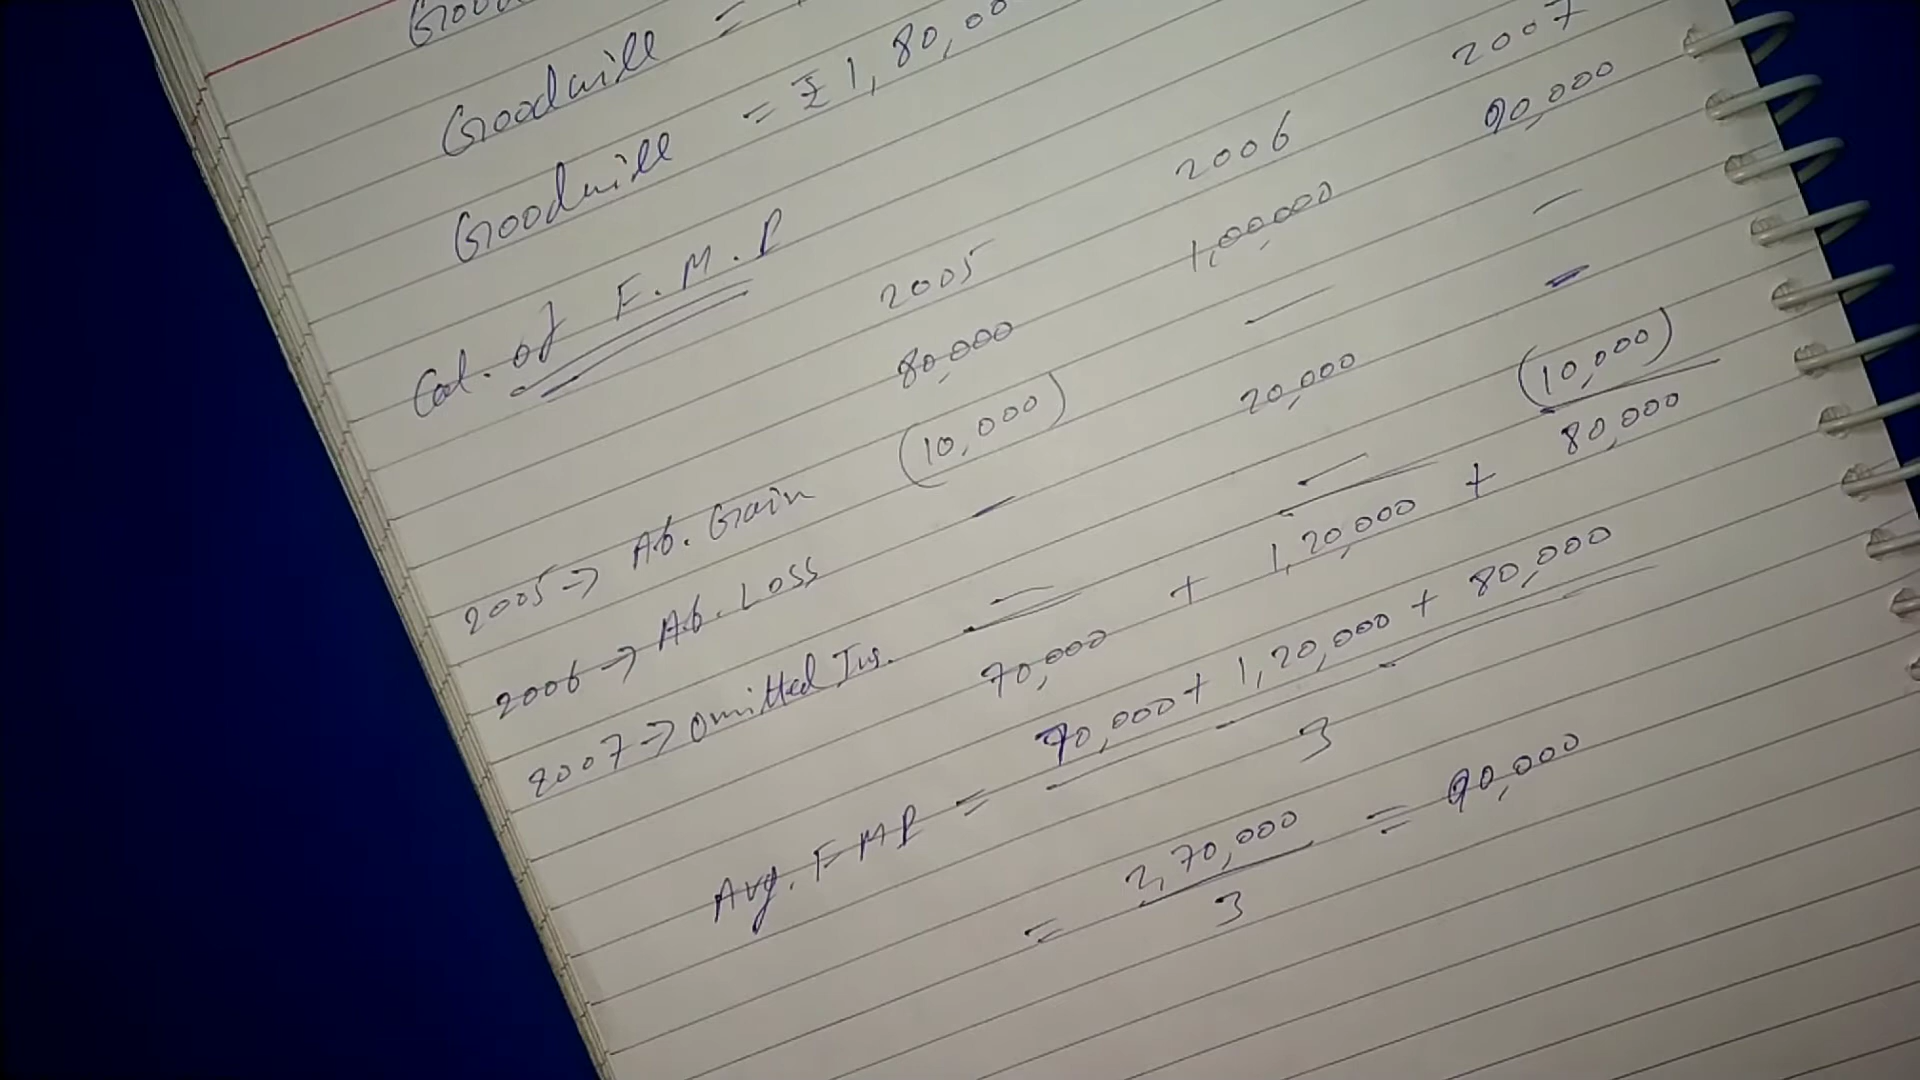 Goodwill =
Goodwill = ₹ 1,80,00
Cal. of F.M.P
2005 2006 2007
80,000 1,00,000 90,000
2005 → Ab. Gain (10,000) — —
2006 → Ab. Loss — 20,000 —
2007 → Omitted Ins. — — (10,000)
70,000 + 1,20,000 + 80,000
Avg. F M P = 70,000 + 1,20,000 + 80,000
3
= 2,70,000 = 90,000
3